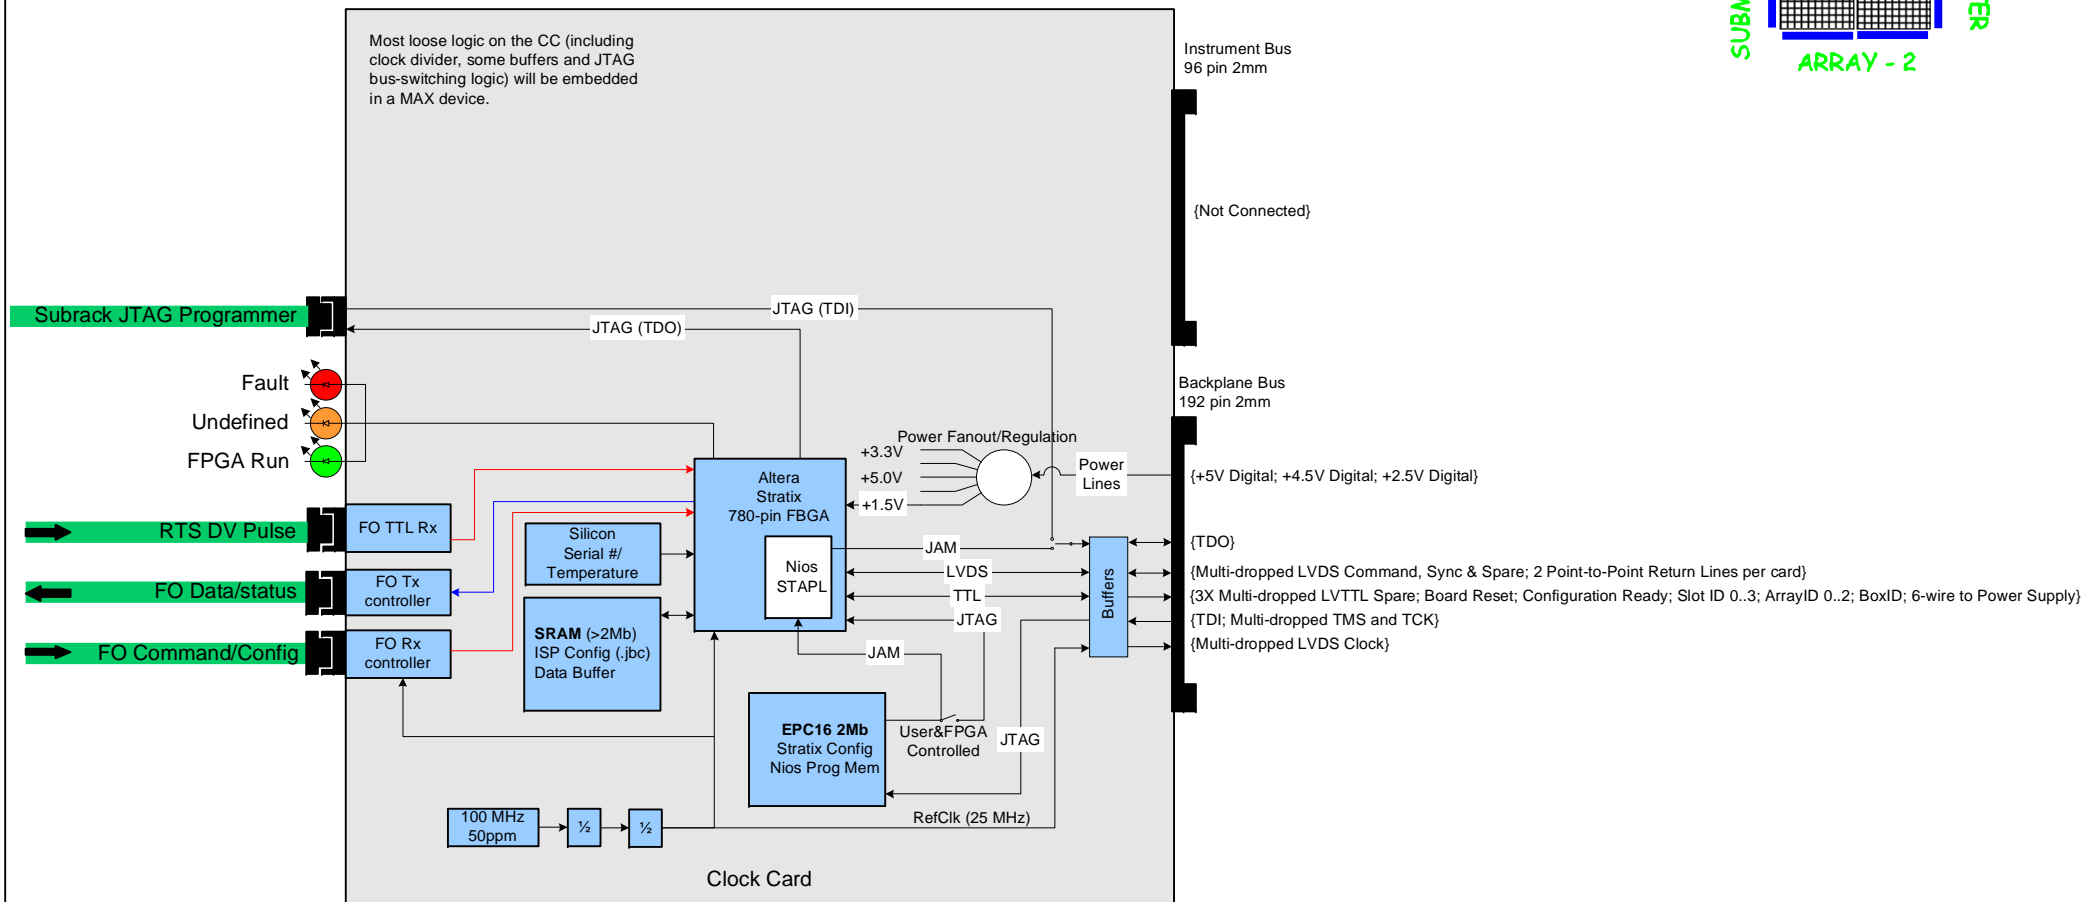 Most loose logic on the CC (including
clock divider, some buffers and JTAG
bus-switching logic) will be embedded
in a MAX device.
SUBM
TER
ARRAY - 2
Instrument Bus
96 pin 2mm
{Not Connected}
Subrack JTAG Programmer
JTAG (TDI)
JTAG (TDO)
Fault
Undefined
FPGA Run
Backplane Bus
192 pin 2mm
Power Fanout/Regulation
+3.3V
+5.0V
+1.5V
Power
Lines
{+5V Digital; +4.5V Digital; +2.5V Digital}
Altera
Stratix
780-pin FBGA
RTS DV Pulse
FO TTL Rx
Silicon
Serial #/
Temperature
Nios
STAPL
JAM
LVDS
TTL
JTAG
Buffers
{TDO}
{Multi-dropped LVDS Command, Sync & Spare; 2 Point-to-Point Return Lines per card}
{3X Multi-dropped LVTTL Spare; Board Reset; Configuration Ready; Slot ID 0..3; ArrayID 0..2; BoxID; 6-wire to Power Supply}
{TDI; Multi-dropped TMS and TCK}
{Multi-dropped LVDS Clock}
FO Data/status
FO Tx
controller
FO Command/Config
FO Rx
controller
SRAM (>2Mb)
ISP Config (.jbc)
Data Buffer
JAM
EPC16 2Mb
Stratix Config
Nios Prog Mem
User&FPGA
Controlled
JTAG
100 MHz
50ppm
½
½
RefClk (25 MHz)
Clock Card